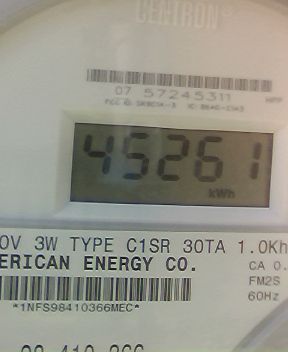 CENTRON
07 57245311
45261
kWh
0V 3W TYPE C1SR 30TA 1.0Kh
ERICAN ENERGY CO.
CA 0.
FM2S
60Hz
*1NFS98410366MEC*